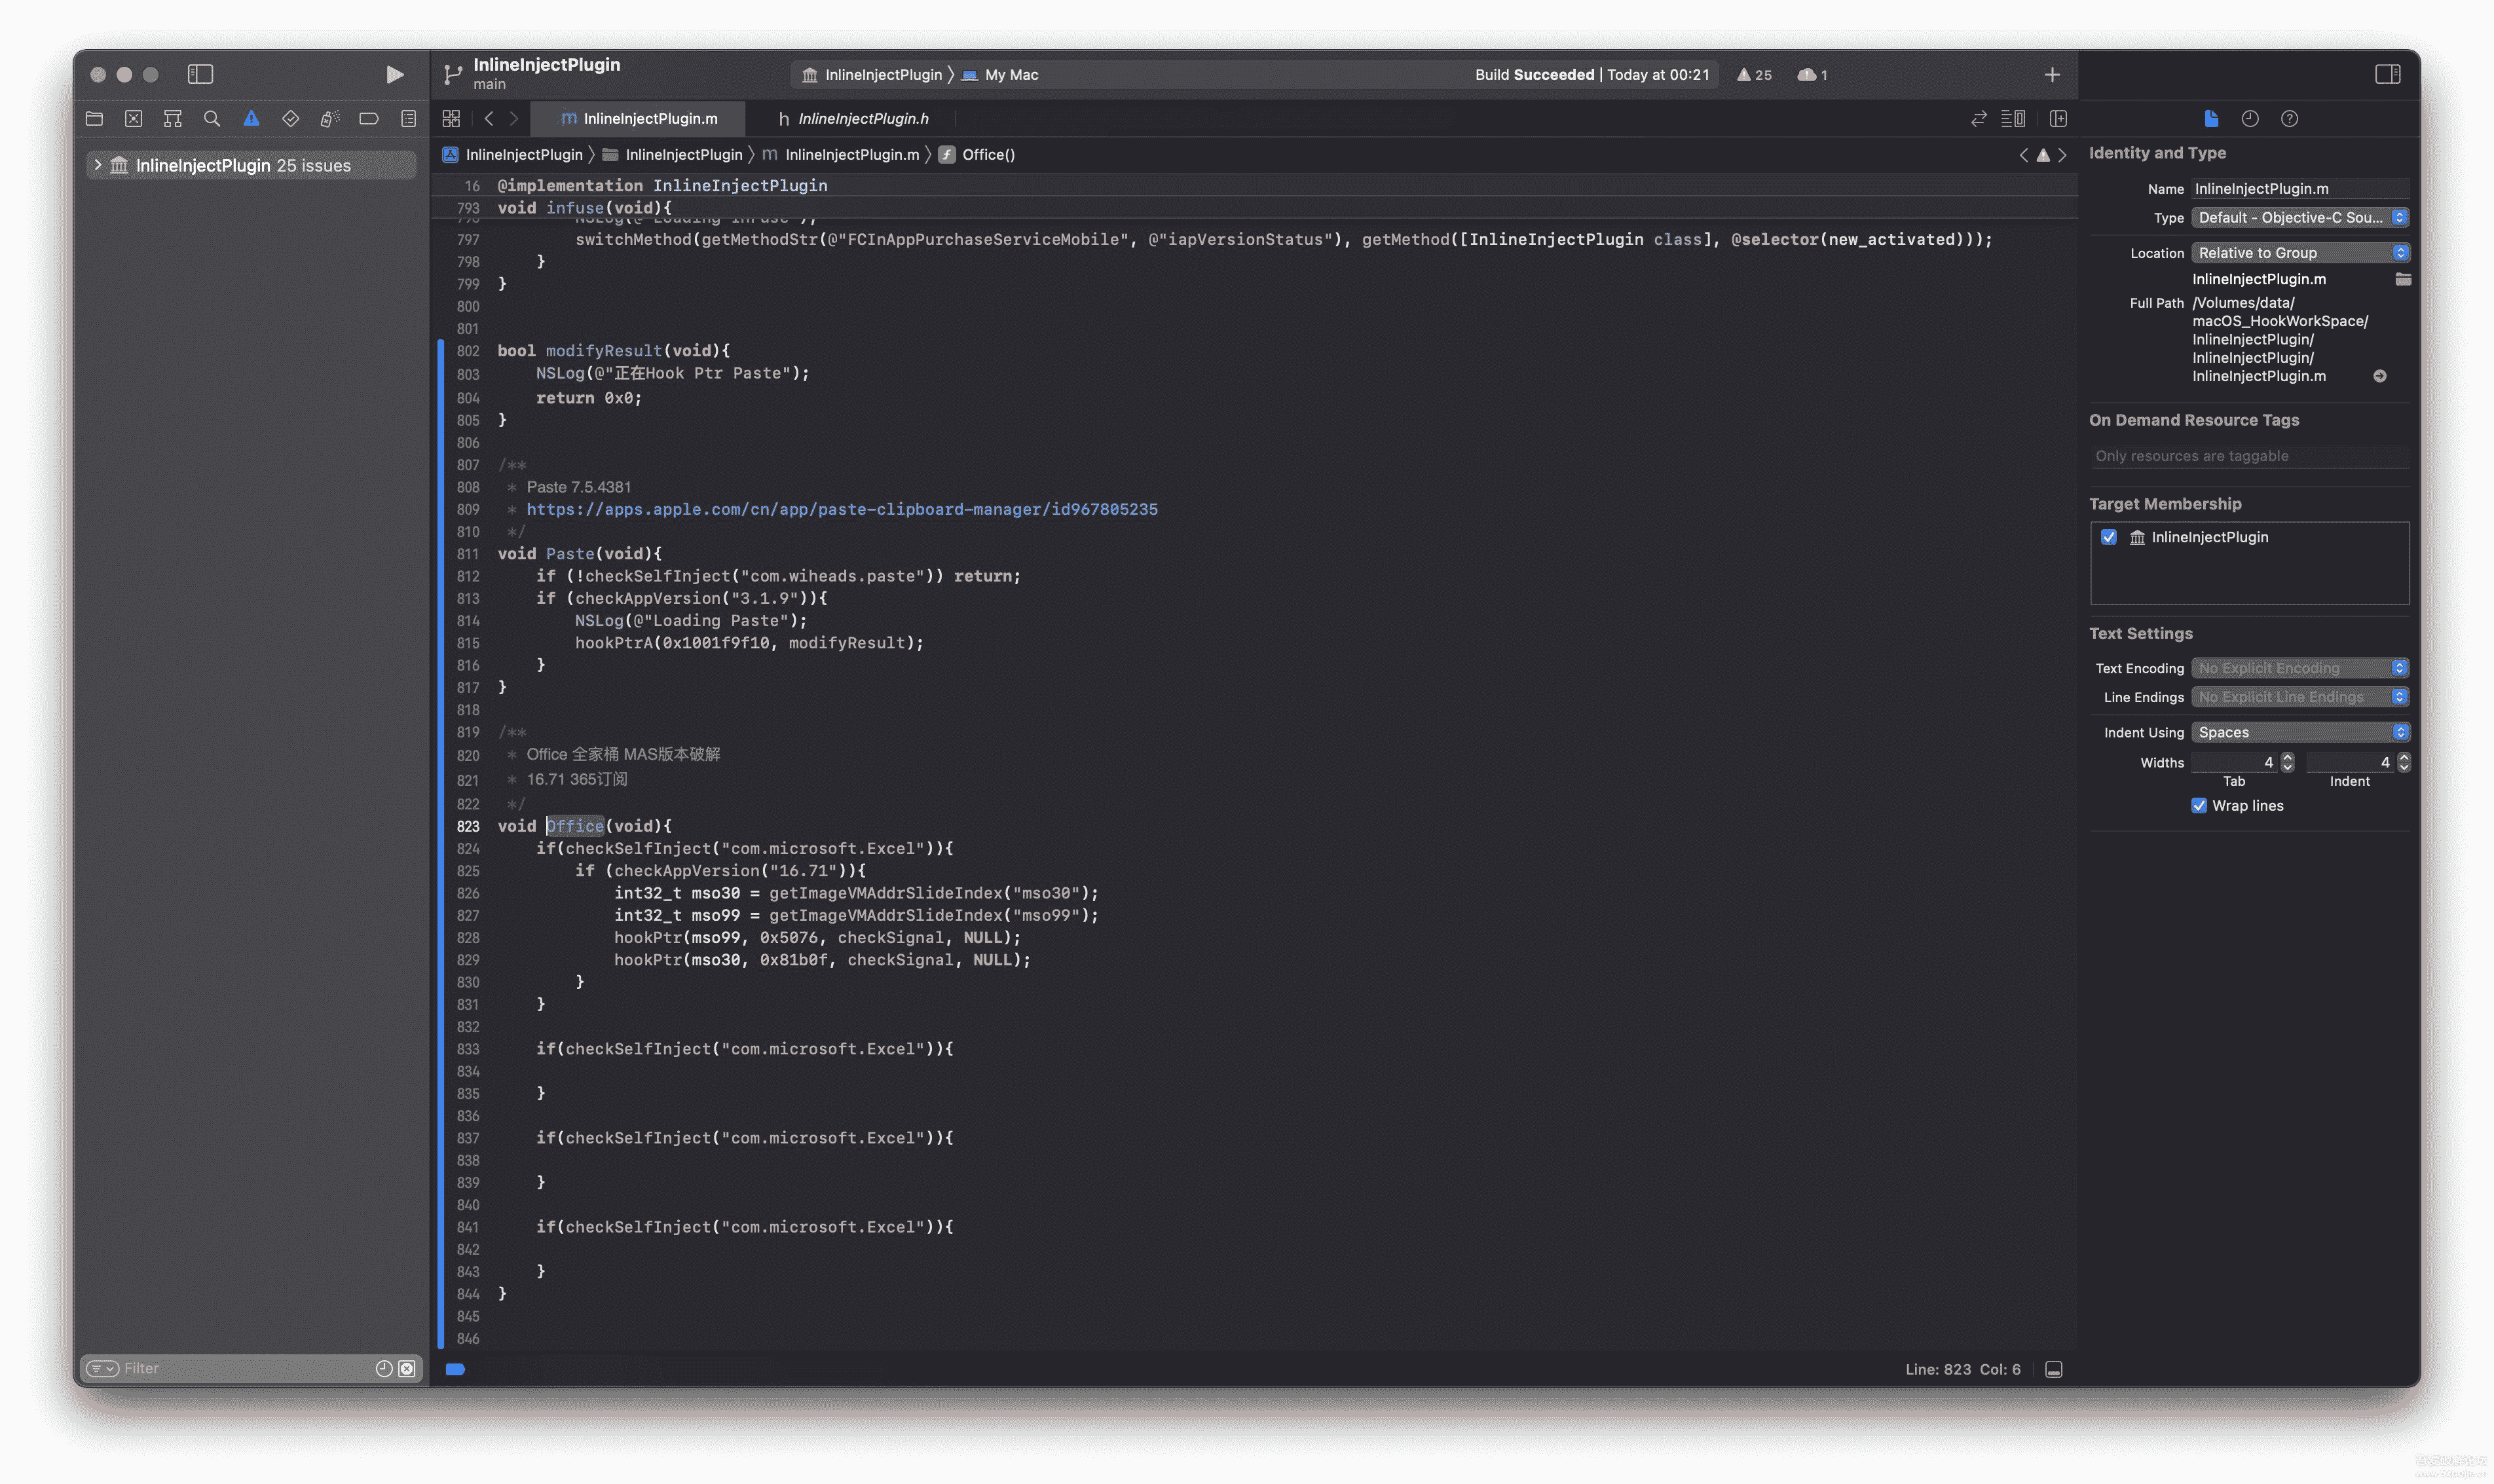 InlineInjectPlugin
main
InlineInjectPlugin 〉 My Mac
Build Succeeded | Today at 00:21
25
1
InlineInjectPlugin.m
InlineInjectPlugin.h
InlineInjectPlugin 25 issues
InlineInjectPlugin 〉 InlineInjectPlugin 〉 InlineInjectPlugin.m 〉 Office()
16 @implementation InlineInjectPlugin
793 void infuse(void){
797 switchMethod(getMethodStr(@"FCInAppPurchaseServiceMobile", @"iapVersionStatus"), getMethod([InlineInjectPlugin class], @selector(new_activated)));
798 }
799 }
800
801
802 bool modifyResult(void){
803 NSLog(@"正在Hook Ptr Paste");
804 return 0x0;
805 }
806
807 /**
808 * Paste 7.5.4381
809 * https://apps.apple.com/cn/app/paste-clipboard-manager/id967805235
810 */
811 void Paste(void){
812 if (!checkSelfInject("com.wiheads.paste")) return;
813 if (checkAppVersion("3.1.9")){
814 NSLog(@"Loading Paste");
815 hookPtrA(0x1001f9f10, modifyResult);
816 }
817 }
818
819 /**
820 * Office 全家桶 MAS版本破解
821 * 16.71 365订阅
822 */
823 void Office(void){
824 if(checkSelfInject("com.microsoft.Excel")){
825 if (checkAppVersion("16.71")){
826 int32_t mso30 = getImageVMAddrSlideIndex("mso30");
827 int32_t mso99 = getImageVMAddrSlideIndex("mso99");
828 hookPtr(mso99, 0x5076, checkSignal, NULL);
829 hookPtr(mso30, 0x81b0f, checkSignal, NULL);
830 }
831 }
832
833 if(checkSelfInject("com.microsoft.Excel")){
834
835 }
836
837 if(checkSelfInject("com.microsoft.Excel")){
838
839 }
840
841 if(checkSelfInject("com.microsoft.Excel")){
842
843 }
844 }
845
846
Filter
Line: 823 Col: 6
Identity and Type
Name InlineInjectPlugin.m
Type Default - Objective-C Sou...
Location Relative to Group
InlineInjectPlugin.m
Full Path /Volumes/data/
macOS_HookWorkSpace/
InlineInjectPlugin/
InlineInjectPlugin/
InlineInjectPlugin.m
On Demand Resource Tags
Only resources are taggable
Target Membership
InlineInjectPlugin
Text Settings
Text Encoding No Explicit Encoding
Line Endings No Explicit Line Endings
Indent Using Spaces
Widths 4 4
Tab Indent
Wrap lines